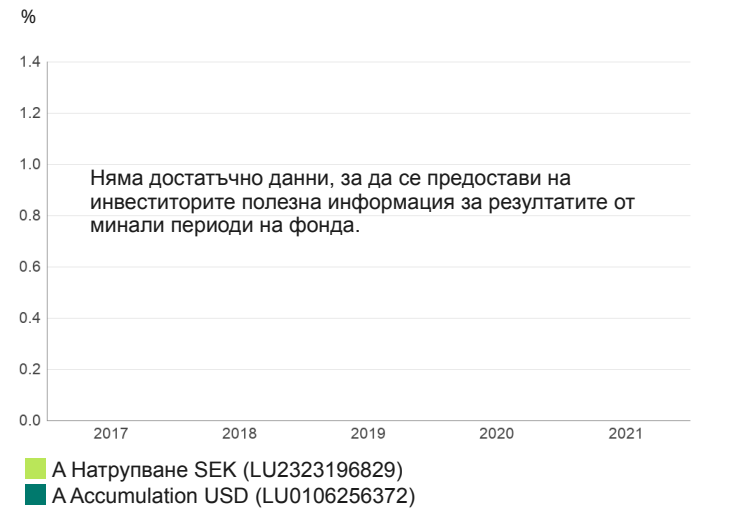 %
1.4
1.2
1.0
Няма достатъчно данни, за да се предостави на
инвеститорите полезна информация за резултатите от
минали периоди на фонда.
0.8
0.6
0.4
0.2
0.0
2017 2018 2019 2020 2021
А Натрупване SEK (LU2323196829)
A Accumulation USD (LU0106256372)